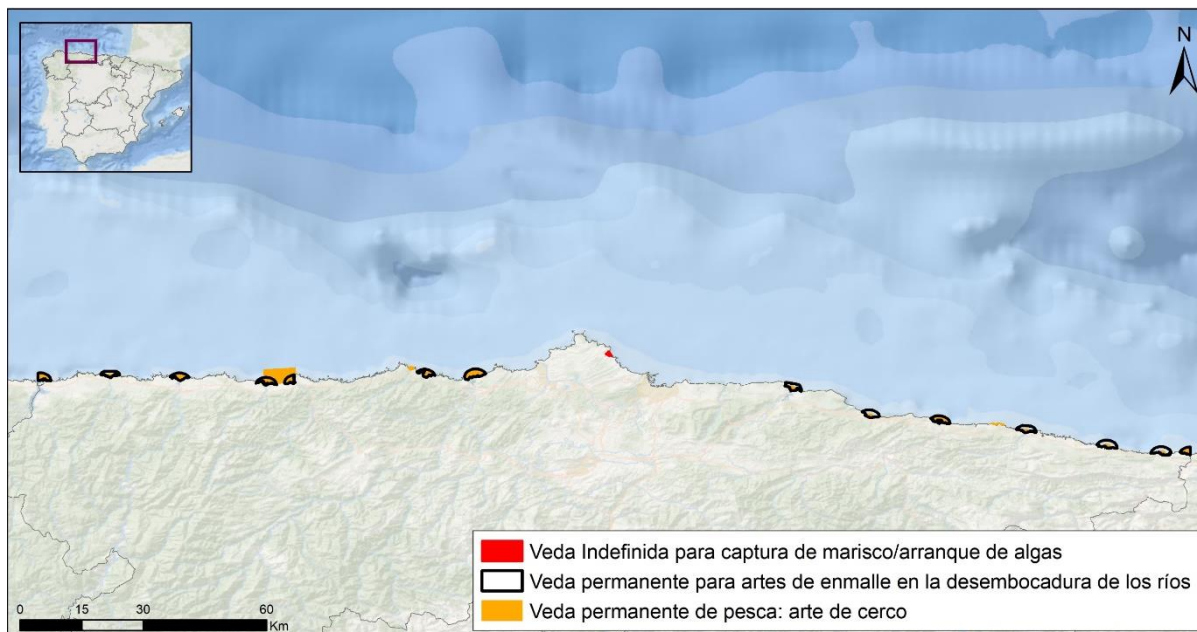 N
Veda Indefinida para captura de marisco/arranque de algas
Veda permanente para artes de enmalle en la desembocadura de los ríos
Veda permanente de pesca: arte de cerco
0 15 30 60
Km